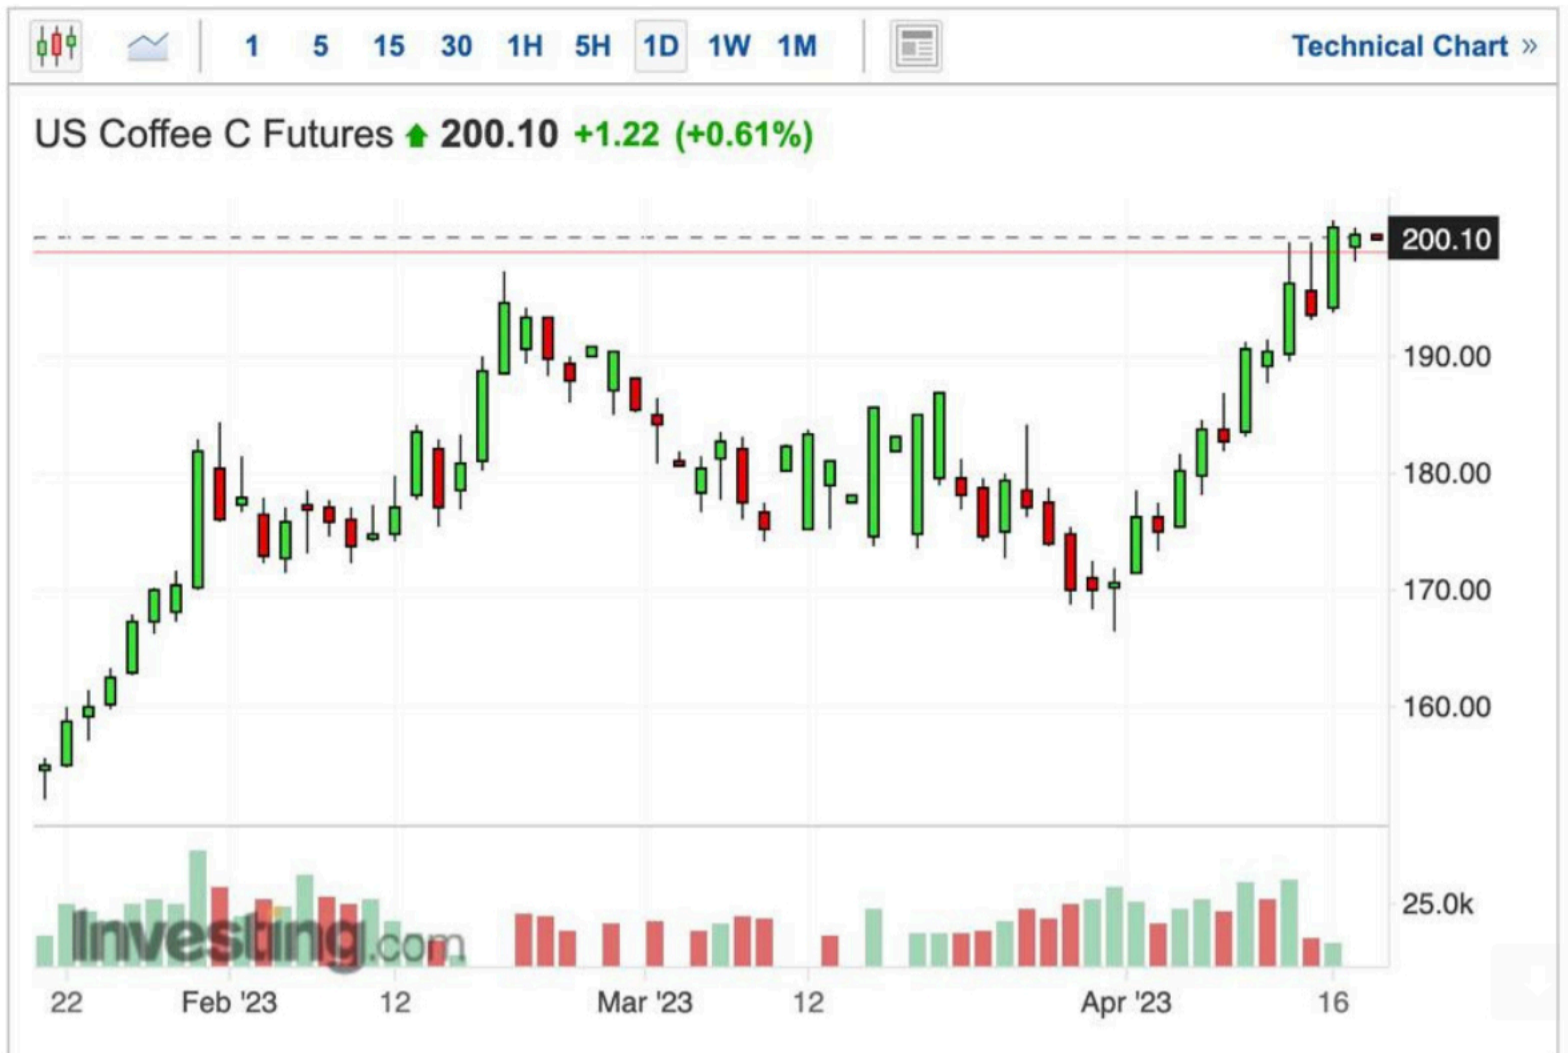 1 5 15 30 1H 5H 1D 1W 1M Technical Chart »
US Coffee C Futures 200.10 +1.22 (+0.61%)
200.10
190.00
180.00
170.00
160.00
25.0k
Investing.com
22 Feb '23 12 Mar '23 12 Apr '23 16